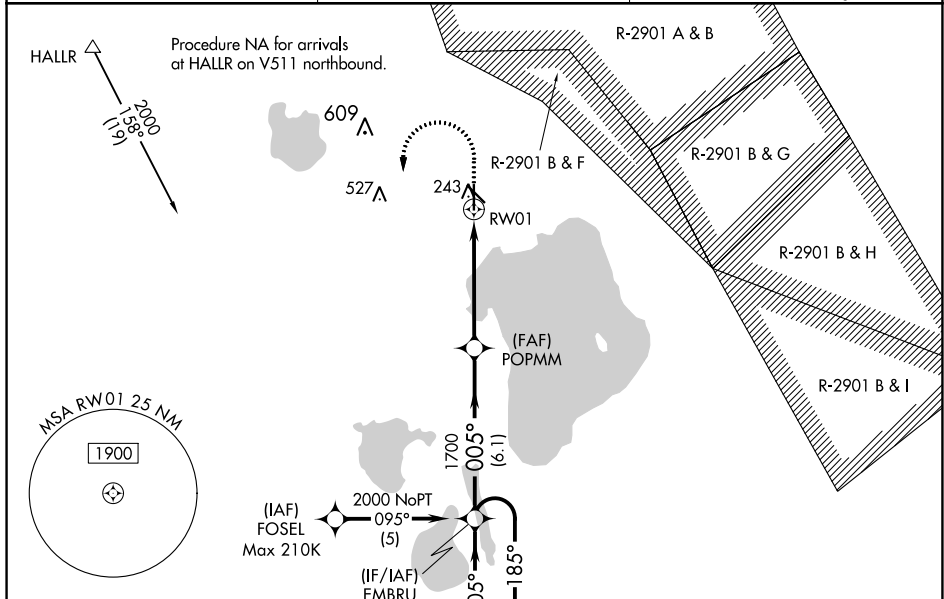 R-2901 A & B
HALLR
Procedure NA for arrivals
at HALLR on V511 northbound.
2000
158°
(19)
609
R-2901 B & F
R-2901 B & G
527
243
RW01
R-2901 B & H
(FAF)
POPMM
R-2901 B & I
MSA RW01 25 NM
1900
1700
005°
(6.1)
(IAF)
FOSEL
Max 210K
2000 NoPT
095°
(5)
(IF/IAF)
EMBRU
05°
185°